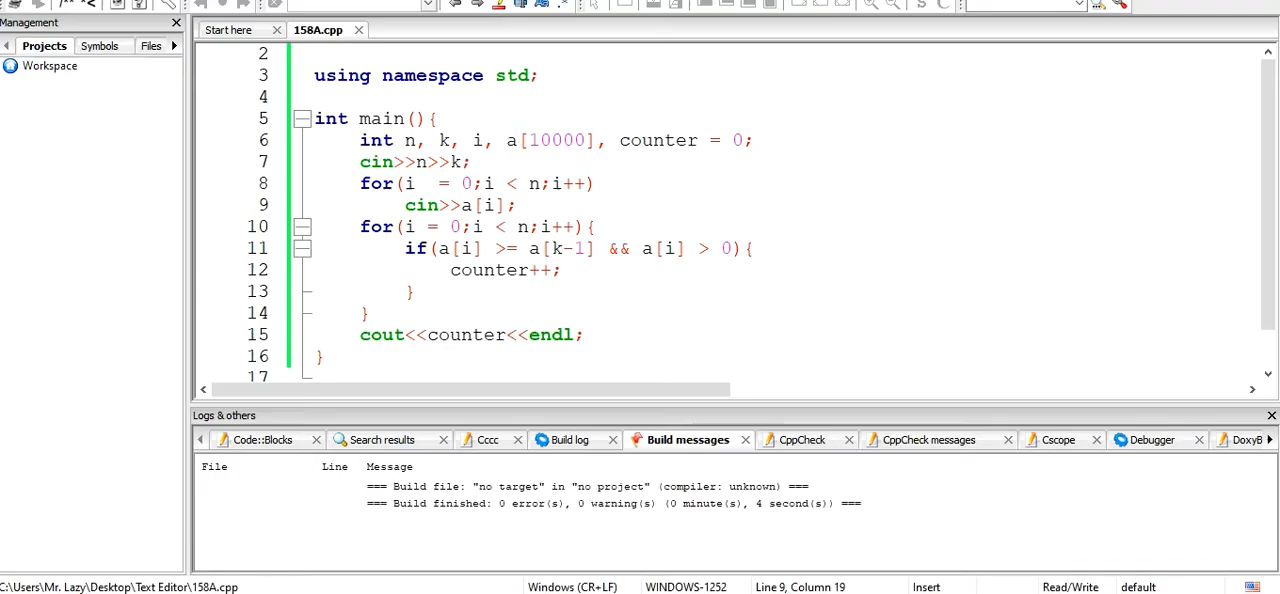 Management
Start here
158A.cpp
Projects
Symbols
Files
Workspace
2
3 using namespace std;
4
5 int main(){
6 int n, k, i, a[10000], counter = 0;
7 cin>>n>>k;
8 for(i  = 0;i < n;i++)
9 cin>>a[i];
10 for(i = 0;i < n;i++){
11 if(a[i] >= a[k-1] && a[i] > 0){
12 counter++;
13 }
14 }
15 cout<<counter<<endl;
16 }
17
Logs & others
Code::Blocks
Search results
Cccc
Build log
Build messages
CppCheck
CppCheck messages
Cscope
Debugger
DoxyB
File Line Message
=== Build file: "no target" in "no project" (compiler: unknown) ===
=== Build finished: 0 error(s), 0 warning(s) (0 minute(s), 4 second(s)) ===
C:\Users\Mr. Lazy\Desktop\Text Editor\158A.cpp Windows (CR+LF) WINDOWS-1252 Line 9, Column 19 Insert Read/Write default